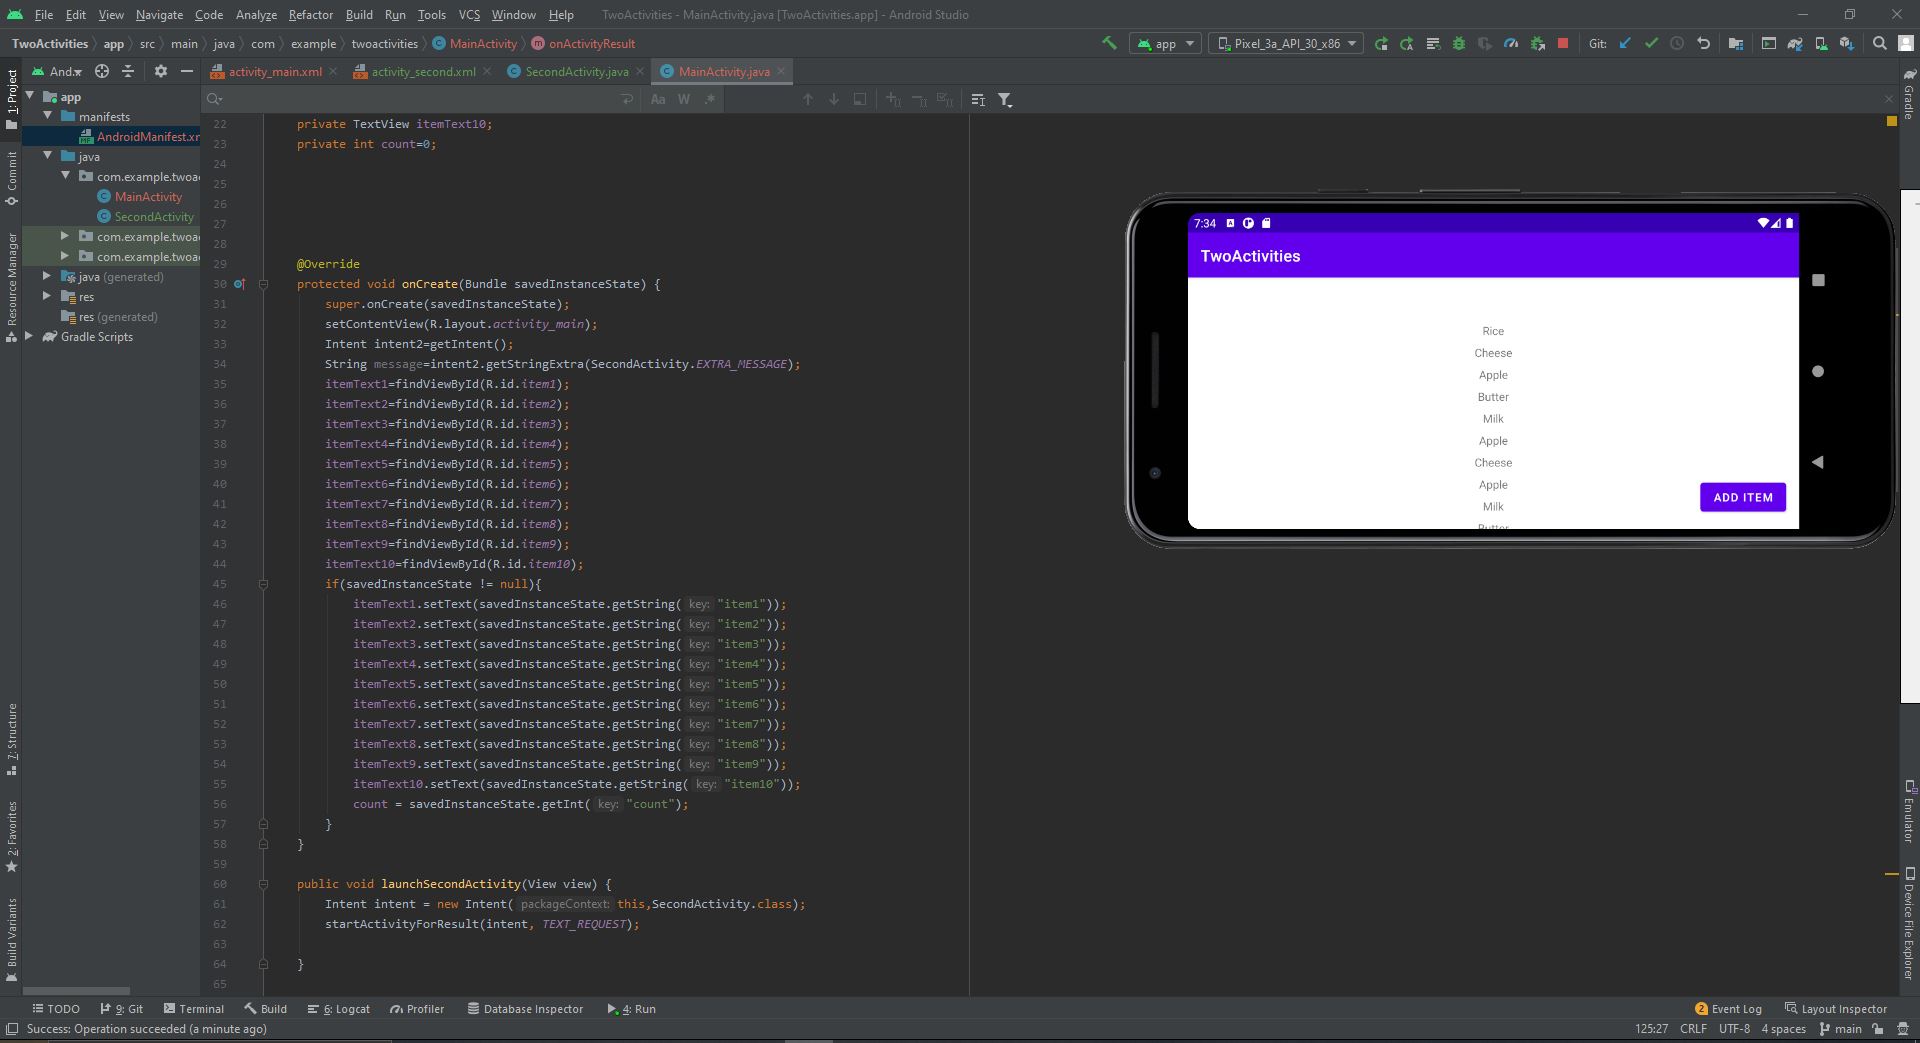 File Edit View Navigate Code Analyze Refactor Build Run Tools VCS Window Help TwoActivities - MainActivity.java [TwoActivities.app] - Android Studio
TwoActivities app src main java com example twoactivities MainActivity onActivityResult app Pixel_3a_API_30_x86 Git:
And... activity_main.xml activity_second.xml SecondActivity.java MainActivity.java
Aa W .*
1: Project
Commit
Resource Manager
7: Structure
2: Favorites
Build Variants
app
manifests
AndroidManifest.xm
java
com.example.twoa
MainActivity
SecondActivity
com.example.twoa
com.example.twoa
java (generated)
res
res (generated)
Gradle Scripts
22 private TextView itemText10;
23 private int count=0;
24
25
26
27
28
29 @Override
30 protected void onCreate(Bundle savedInstanceState) {
31 super.onCreate(savedInstanceState);
32 setContentView(R.layout.activity_main);
33 Intent intent2=getIntent();
34 String message=intent2.getStringExtra(SecondActivity.EXTRA_MESSAGE);
35 itemText1=findViewById(R.id.item1);
36 itemText2=findViewById(R.id.item2);
37 itemText3=findViewById(R.id.item3);
38 itemText4=findViewById(R.id.item4);
39 itemText5=findViewById(R.id.item5);
40 itemText6=findViewById(R.id.item6);
41 itemText7=findViewById(R.id.item7);
42 itemText8=findViewById(R.id.item8);
43 itemText9=findViewById(R.id.item9);
44 itemText10=findViewById(R.id.item10);
45 if(savedInstanceState != null){
46 itemText1.setText(savedInstanceState.getString( key: "item1"));
47 itemText2.setText(savedInstanceState.getString( key: "item2"));
48 itemText3.setText(savedInstanceState.getString( key: "item3"));
49 itemText4.setText(savedInstanceState.getString( key: "item4"));
50 itemText5.setText(savedInstanceState.getString( key: "item5"));
51 itemText6.setText(savedInstanceState.getString( key: "item6"));
52 itemText7.setText(savedInstanceState.getString( key: "item7"));
53 itemText8.setText(savedInstanceState.getString( key: "item8"));
54 itemText9.setText(savedInstanceState.getString( key: "item9"));
55 itemText10.setText(savedInstanceState.getString( key: "item10"));
56 count = savedInstanceState.getInt( key: "count");
57 }
58 }
59
60 public void launchSecondActivity(View view) {
61 Intent intent = new Intent( packageContext: this,SecondActivity.class);
62 startActivityForResult(intent, TEXT_REQUEST);
63
64 }
65
7:34
TwoActivities
Rice
Cheese
Apple
Butter
Milk
Apple
Cheese
Apple
Milk
Butter
ADD ITEM
Gradle
Emulator
Device File Explorer
TODO 9: Git Terminal Build 6: Logcat Profiler Database Inspector 4: Run 2 Event Log Layout Inspector
Success: Operation succeeded (a minute ago) 125:27 CRLF UTF-8 4 spaces main